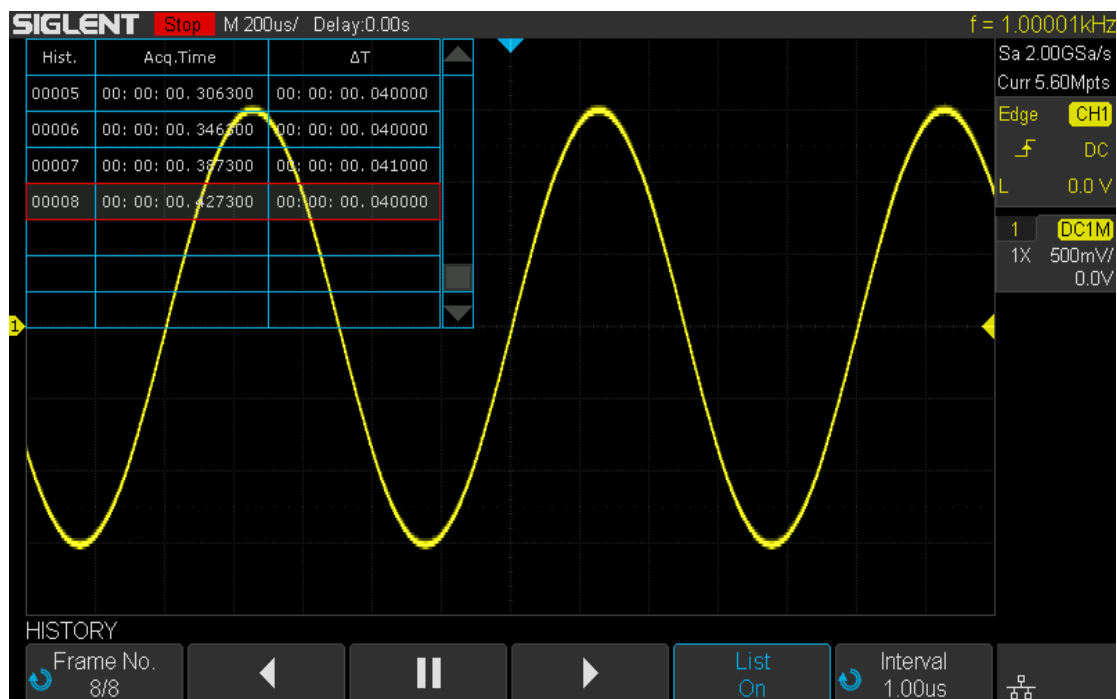 SIGLENT Stop M 200us/ Delay:0.00s f = 1.00001kHz
Sa 2.00GSa/s
Curr 5.60Mpts
Edge CH1
DC
L 0.0 V
1 DC1M
1X 500mV/
0.0V
Hist. Acq.Time ΔT
00005 00: 00: 00. 306300 00: 00: 00. 040000
00006 00: 00: 00. 346300 00: 00: 00. 040000
00007 00: 00: 00. 387300 00: 00: 00. 041000
00008 00: 00: 00. 427300 00: 00: 00. 040000
1
HISTORY
Frame No. List Interval
8/8 On 1.00us